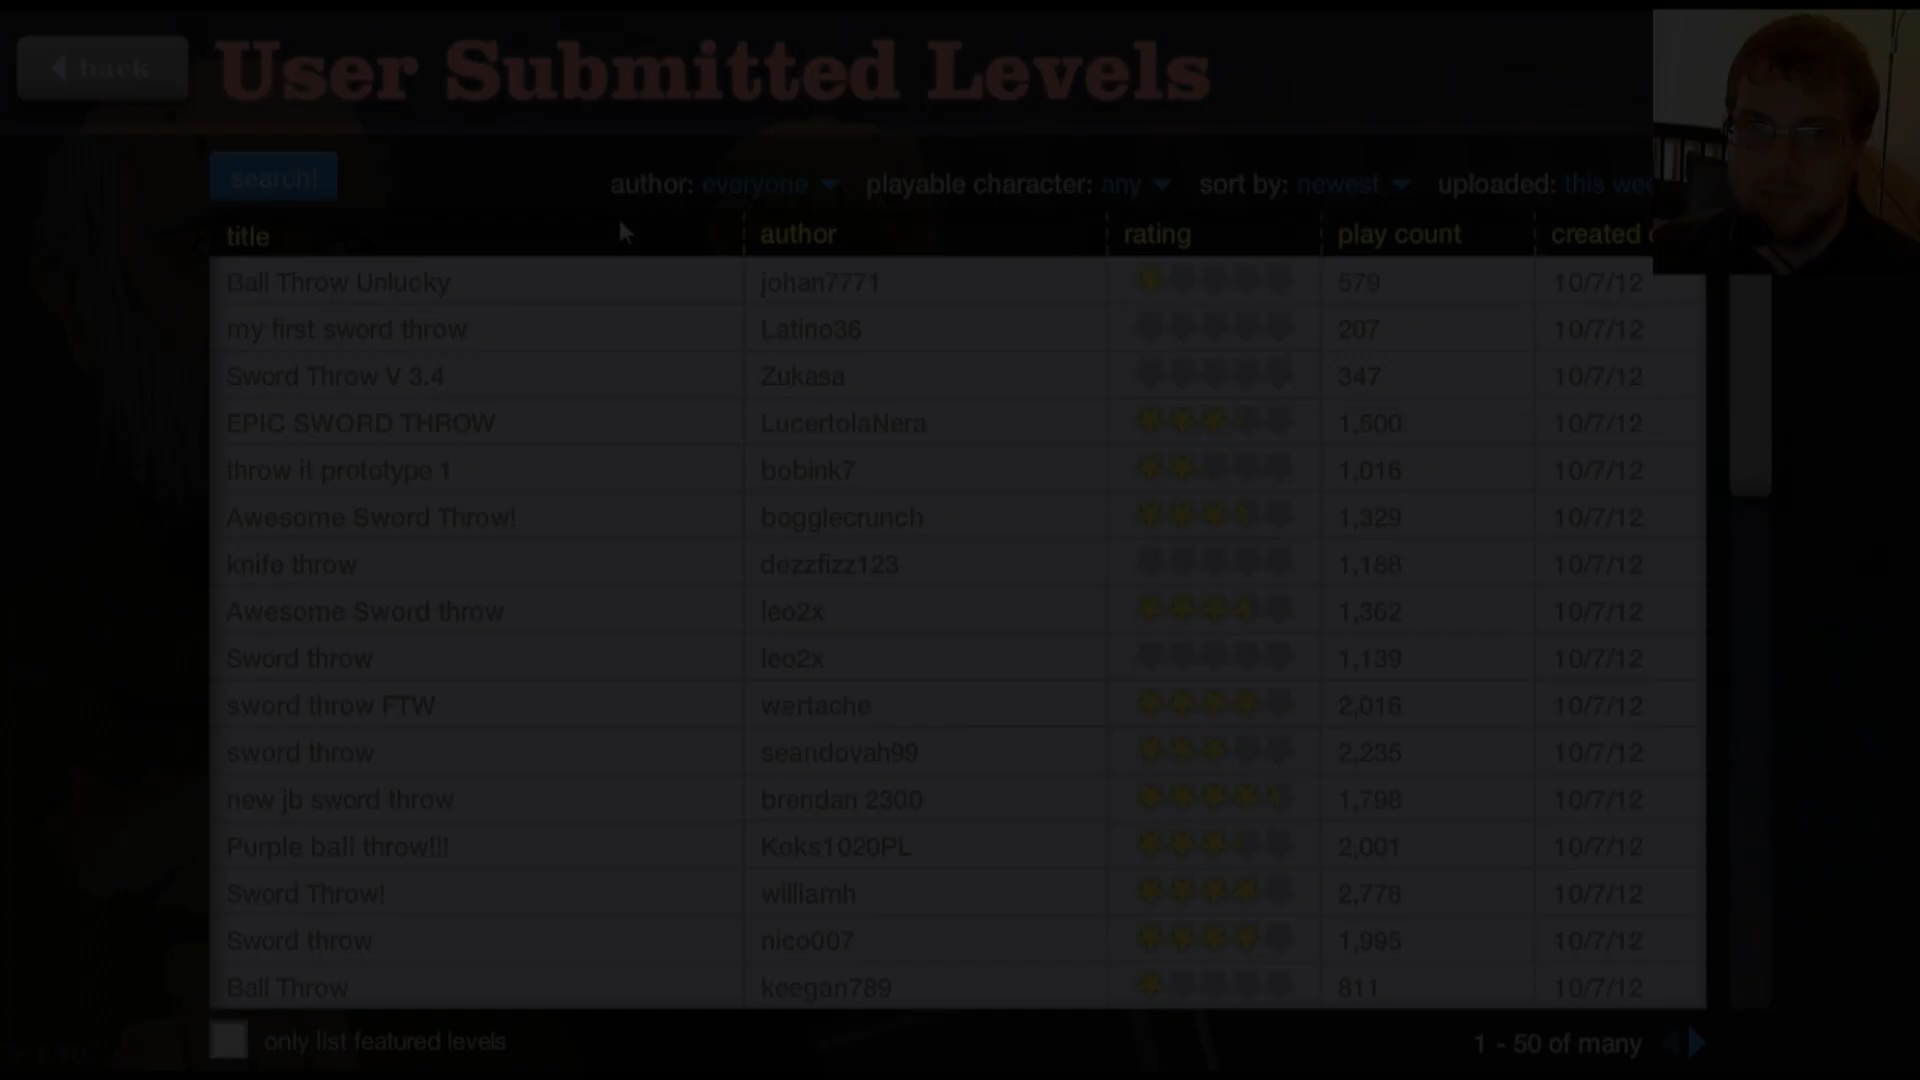 back
User Submitted Levels
search!
author: everyone playable character: any sort by: newest uploaded: this
title author rating play count created
Ball Throw Unlucky johan7771 579 10/7/12
my first sword throw Latino36 207 10/7/12
Sword Throw V 3.4 Zukasa 347 10/7/12
EPIC SWORD THROW LucertolaNera 1,500 10/7/12
throw it prototype 1 bobink7 1,016 10/7/12
Awesome Sword Throw! bogglecrunch 1,329 10/7/12
knife throw dezzfizz123 1,188 10/7/12
Awesome Sword throw leo2x 1,362 10/7/12
Sword throw leo2x 1,139 10/7/12
sword throw FTW wertache 2,016 10/7/12
sword throw seandovah99 2,235 10/7/12
new jb sword throw brendan 2300 1,798 10/7/12
Purple ball throw!!! Koks1020PL 2,001 10/7/12
Sword Throw! williamh 2,778 10/7/12
Sword throw nico007 1,995 10/7/12
Ball Throw keegan789 811 10/7/12
only list featured levels
1 - 50 of many